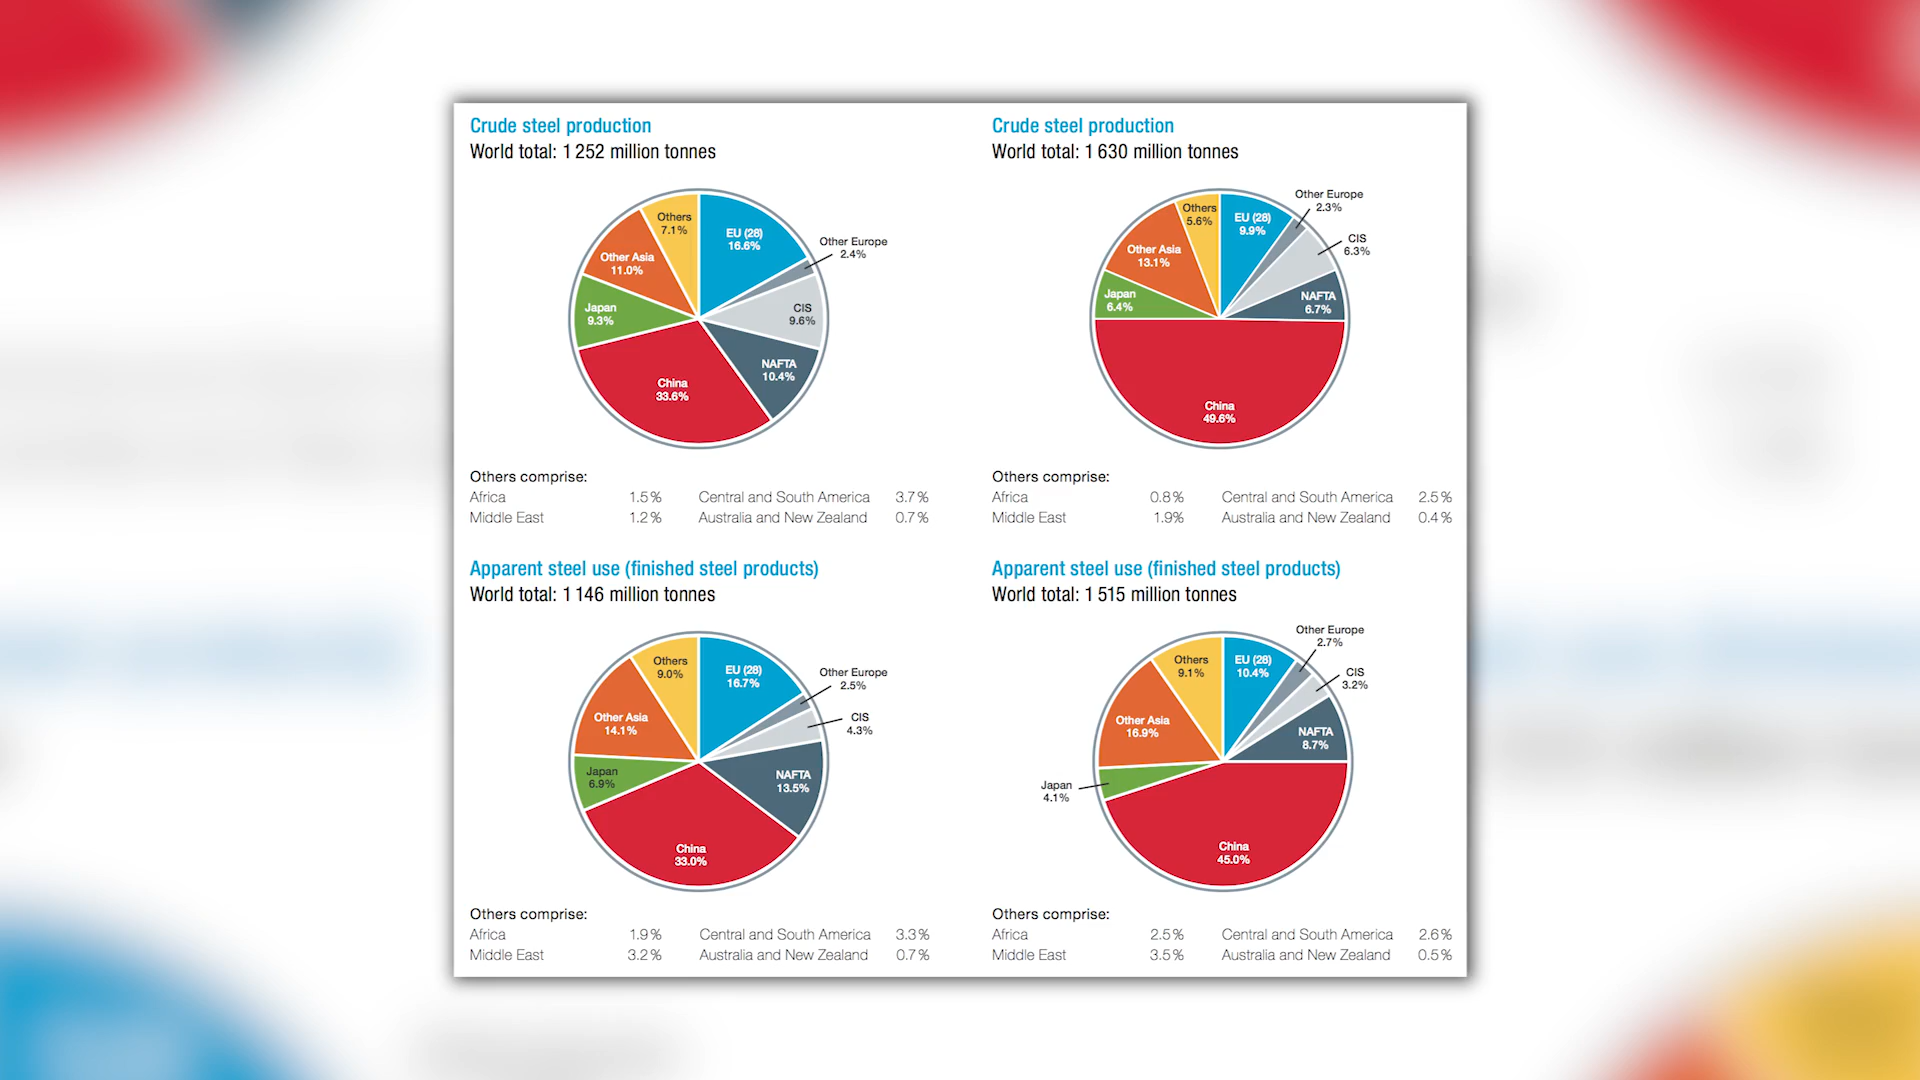 Crude steel production
World total: 1 252 million tonnes
Others
7.1%
EU (28)
16.6%
Other Europe
2.4%
Other Asia
11.0%
CIS
9.6%
Japan
9.3%
NAFTA
10.4%
China
33.6%
Others comprise:
Africa 1.5% Central and South America 3.7%
Middle East 1.2% Australia and New Zealand 0.7%
Crude steel production
World total: 1 630 million tonnes
Other Europe
2.3%
Others
5.6%
EU (28)
9.9%
CIS
6.3%
Other Asia
13.1%
Japan
6.4%
NAFTA
6.7%
China
49.6%
Others comprise:
Africa 0.8% Central and South America 2.5%
Middle East 1.9% Australia and New Zealand 0.4%
Apparent steel use (finished steel products)
World total: 1 146 million tonnes
Others
9.0%
EU (28)
16.7%
Other Europe
2.5%
Other Asia
14.1%
CIS
4.3%
Japan
6.9%
NAFTA
13.5%
China
33.0%
Others comprise:
Africa 1.9% Central and South America 3.3%
Middle East 3.2% Australia and New Zealand 0.7%
Apparent steel use (finished steel products)
World total: 1 515 million tonnes
Other Europe
2.7%
Others
9.1%
EU (28)
10.4%
CIS
3.2%
Other Asia
16.9%
NAFTA
8.7%
Japan
4.1%
China
45.0%
Others comprise:
Africa 2.5% Central and South America 2.6%
Middle East 3.5% Australia and New Zealand 0.5%